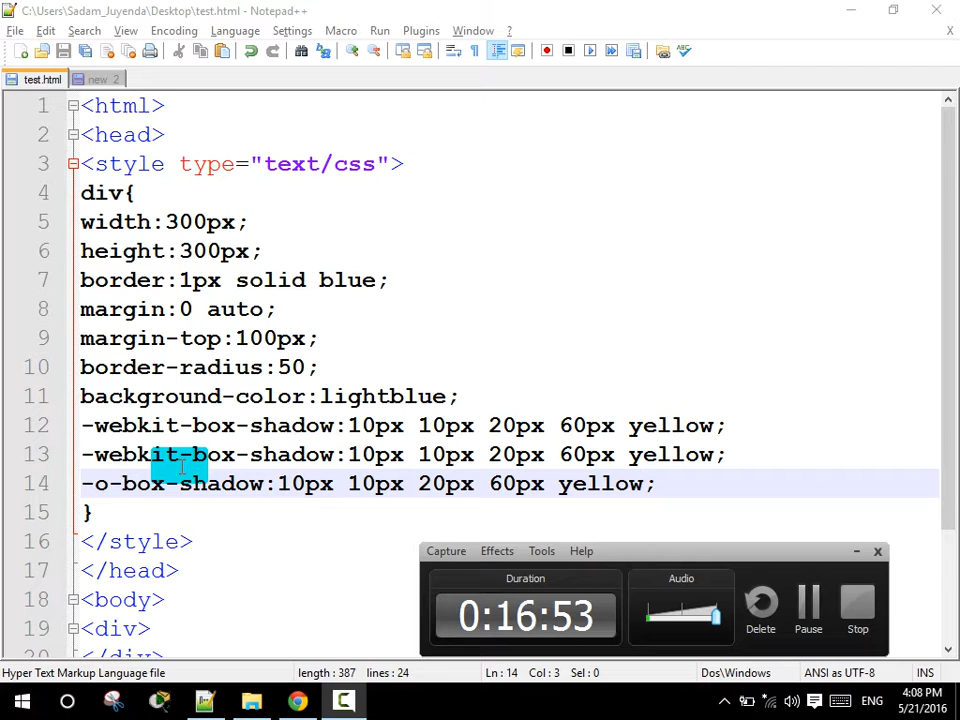 C:\Users\Sadam_Juyenda\Desktop\test.html - Notepad++
File Edit Search View Encoding Language Settings Macro Run Plugins Window ? X
test.html new 2
1 <html>
2 <head>
3 <style type="text/css">
4 div{
5 width:300px;
6 height:300px;
7 border:1px solid blue;
8 margin:0 auto;
9 margin-top:100px;
10 border-radius:50;
11 background-color:lightblue;
12 -webkit-box-shadow:10px 10px 20px 60px yellow;
13 -webkit-box-shadow:10px 10px 20px 60px yellow;
14 -o-box-shadow:10px 10px 20px 60px yellow;
15 }
16 </style>
17 </head>
18 <body>
19 <div>
20 </div>
Capture Effects Tools Help
Duration
0:16:53
Audio
Delete Pause Stop
Hyper Text Markup Language file length : 387 lines : 24 Ln : 14 Col : 3 Sel : 0 Dos\Windows ANSI as UTF-8 INS
ENG
4:08 PM
5/21/2016